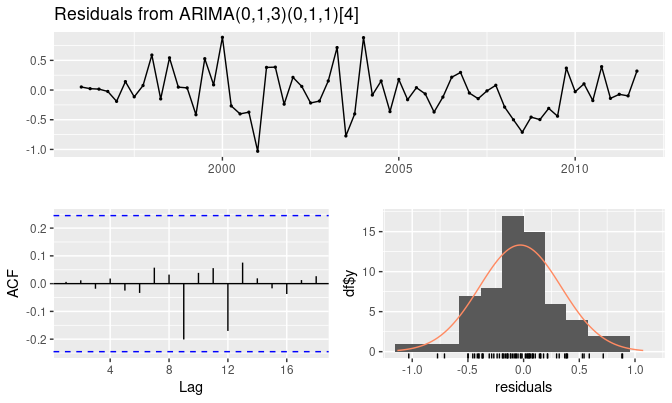 Residuals from ARIMA(0,1,3)(0,1,1)[4]
0.5
0.0
-0.5
-1.0
2000 2005 2010
0.2
0.1
0.0
-0.1
-0.2
ACF
4 8 12 16
Lag
15
10
5
0
df$y
-1.0 -0.5 0.0 0.5 1.0
residuals